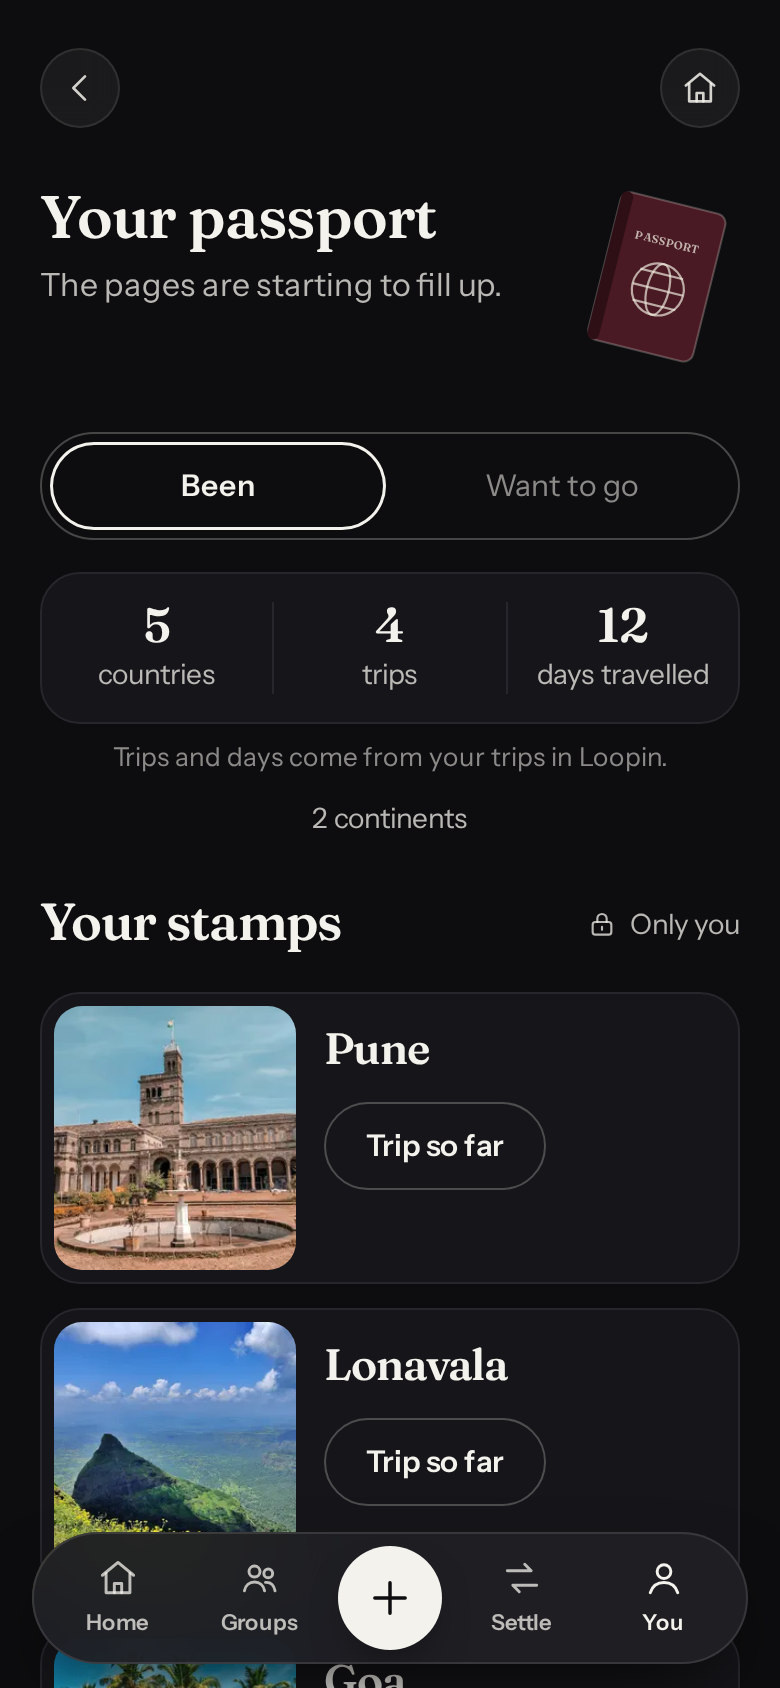 Your passport
The pages are starting to fill up.
PASSPORT
Been
Want to go
5
countries
4
trips
12
days travelled
Trips and days come from your trips in Loopin.
2 continents
Your stamps
Only you
Pune
Trip so far
Lonavala
Trip so far
Goa
Home
Groups
Settle
You